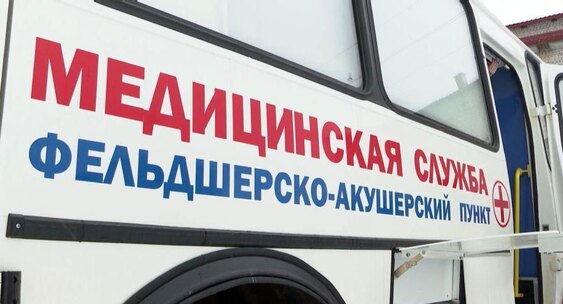 МЕДИЦИНСКАЯ СЛУЖБА
ФЕЛЬДШЕРСКО-АКУШЕРСКИЙ ПУНКТ